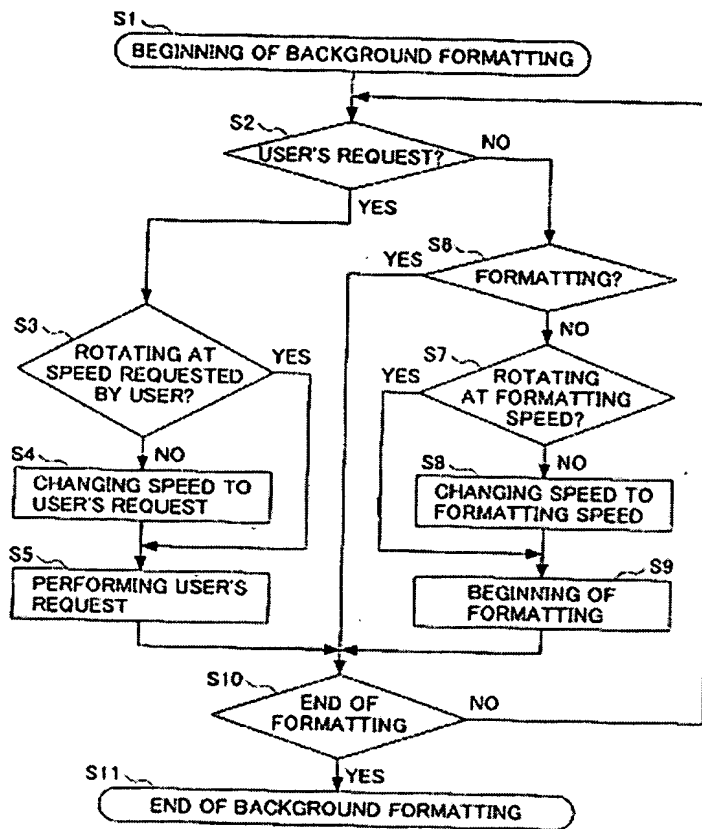 S1
BEGINNING OF BACKGROUND FORMATTING
S2
USER'S REQUEST?
NO
YES
S6
YES
FORMATTING?
NO
S3
ROTATING AT
SPEED REQUESTED
BY USER?
YES
NO
S7
YES
ROTATING
AT FORMATTING
SPEED?
NO
S4
CHANGING SPEED TO
USER'S REQUEST
S8
CHANGING SPEED TO
FORMATTING SPEED
S5
PERFORMING USER'S
REQUEST
S9
BEGINNING OF
FORMATTING
S10
END OF
FORMATTING
NO
YES
S11
END OF BACKGROUND FORMATTING